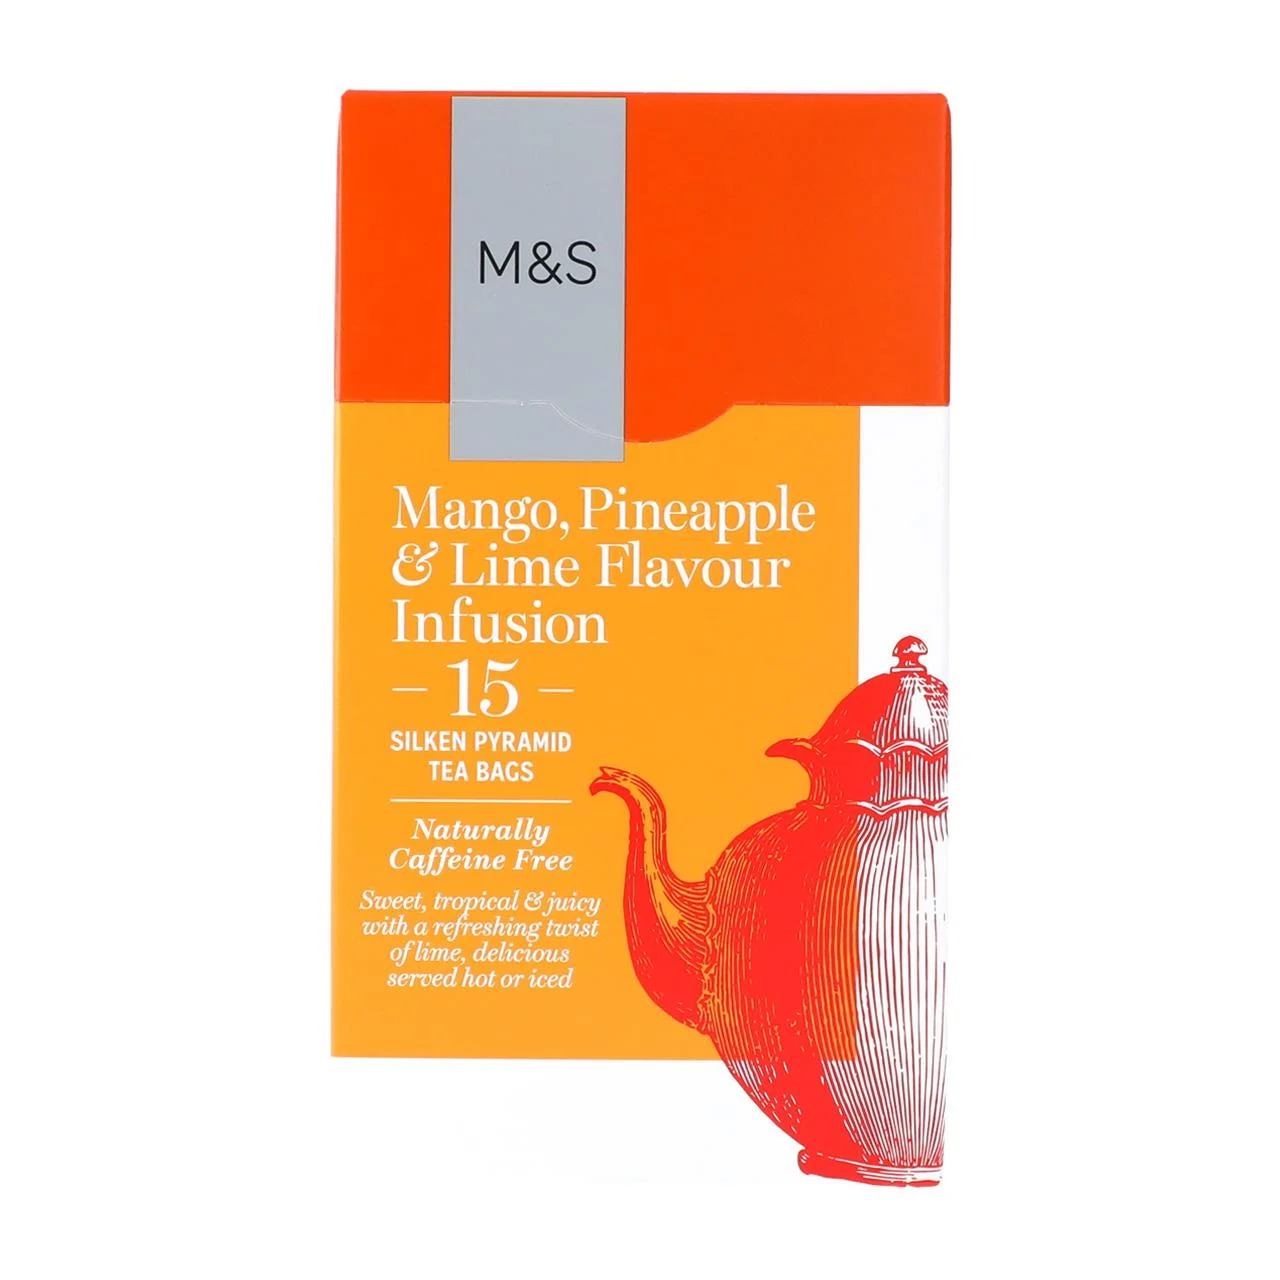 M&S
Mango, Pineapple
& Lime Flavour
Infusion
– 15 –
SILKEN PYRAMID
TEA BAGS
Naturally
Caffeine Free
Sweet, tropical & juicy
with a refreshing twist
of lime, delicious
served hot or iced